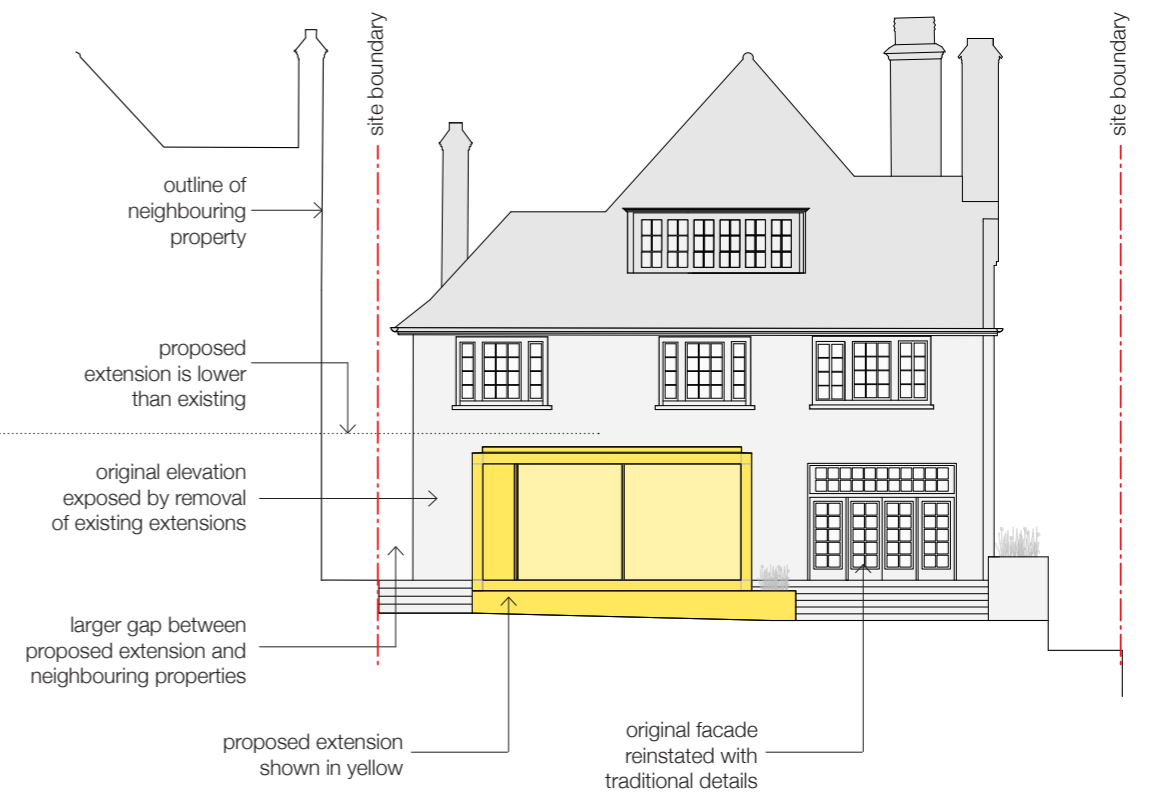 site boundary
site boundary
outline of
neighbouring
property
proposed
extension is lower
than existing
original elevation
exposed by removal
of existing extensions
larger gap between
proposed extension and
neighbouring properties
proposed extension
shown in yellow
original facade
reinstated with
traditional details